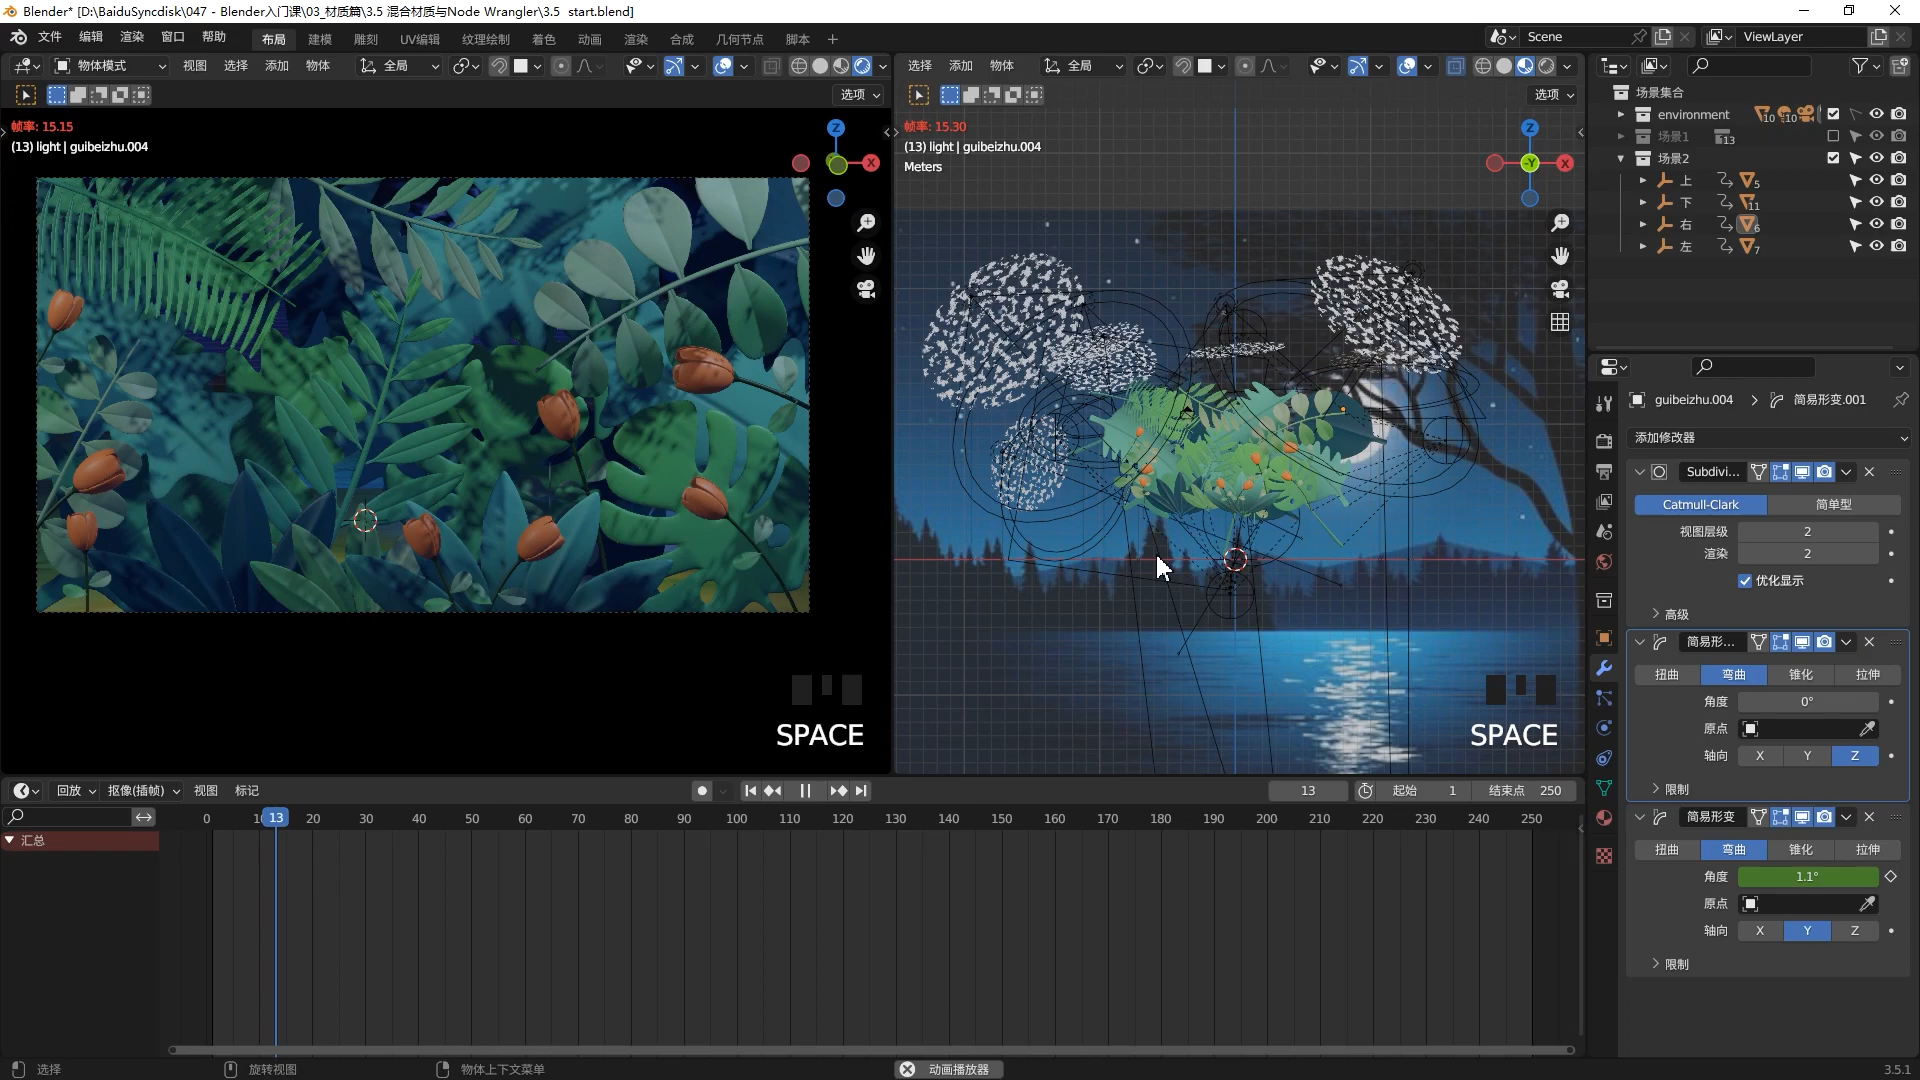 Blender* [D:\BaiduSyncdisk\047 - Blender入门课\03_材质篇\3.5 混合材质与Node Wrangler\3.5  start.blend]
文件 编辑 渲染 窗口 帮助 布局 建模 雕刻 UV编辑 纹理绘制 着色 动画 渲染 合成 几何节点 脚本 + Scene ViewLayer
物体模式 视图 选择 添加 物体 全局
选项
帧率: 15.15
(13) light | guibeizhu.004
Z
X
SPACE
选择 添加 物体 全局
选项
帧率: 15.30
(13) light | guibeizhu.004
Meters
Z
-Y X
SPACE
场景集合
environment 10 10
场景1 13
场景2
上 5
下 11
右 6
左 7
guibeizhu.004 > 简易形变.001
添加修改器
Subdivi...
Catmull-Clark 简单型
视图层级 2
渲染 2
优化显示
高级
简易形...
扭曲 弯曲 锥化 拉伸
角度 0°
原点
轴向 X Y Z
限制
简易形变
扭曲 弯曲 锥化 拉伸
角度 1.1°
原点
轴向 X Y Z
限制
回放 抠像(插帧) 视图 标记 13 起始 1 结束点 250
0 1 13 20 30 40 50 60 70 80 90 100 110 120 130 140 150 160 170 180 190 200 210 220 230 240 250
汇总
选择 旋转视图 物体上下文菜单 动画播放器 3.5.1